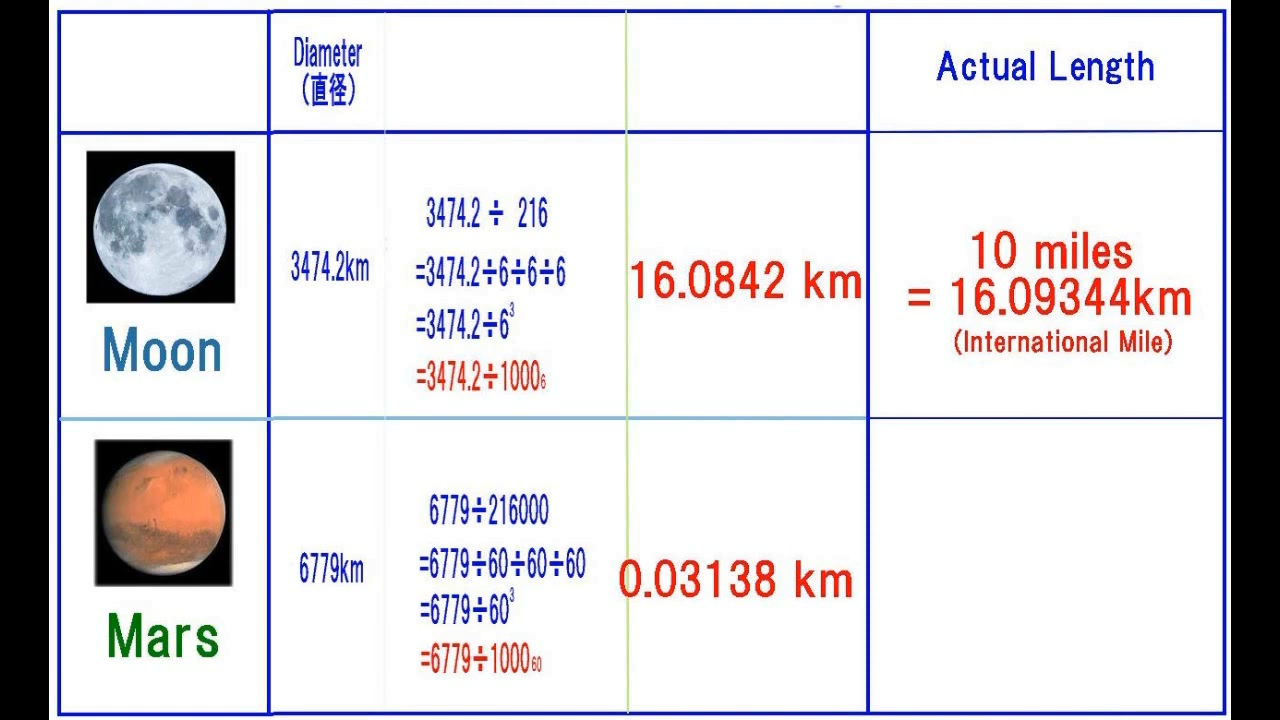 Diameter
(直径)
Actual Length
Moon
3474.2km
3474.2 ÷ 216
=3474.2÷6÷6÷6
=3474.2÷6³
=3474.2÷1000₆
16.0842 km
10 miles
= 16.09344km
(International Mile)
Mars
6779km
6779÷216000
=6779÷60÷60÷60
=6779÷60³
=6779÷1000₆₀
0.03138 km